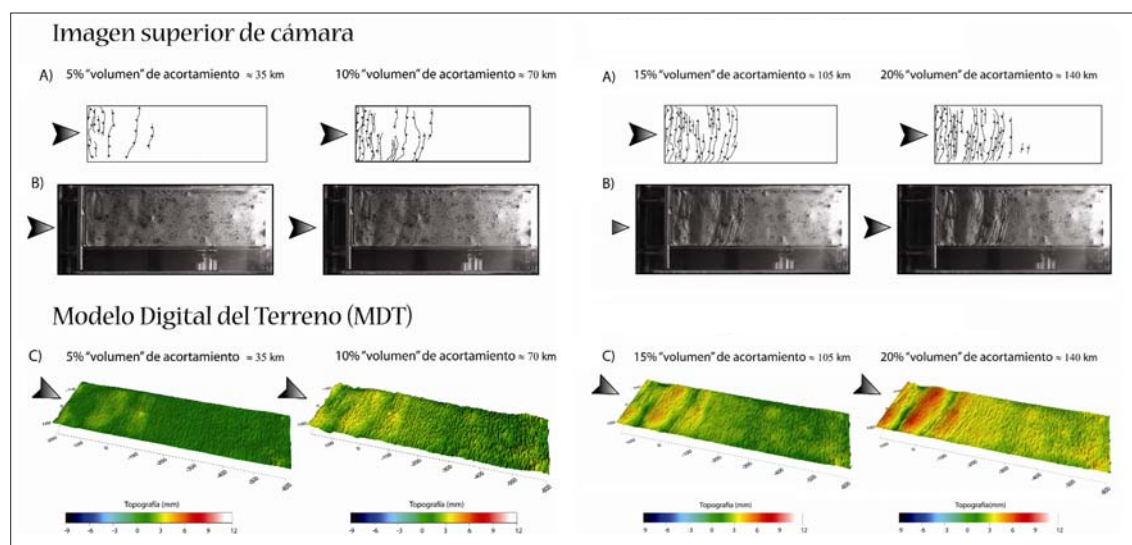 Imagen superior de cámara
A) 5% "volumen" de acortamiento ≈ 35 km
10% "volumen" de acortamiento ≈ 70 km
A) 15% "volumen" de acortamiento ≈ 105 km
20% "volumen" de acortamiento ≈ 140 km
B)
B)
Modelo Digital del Terreno (MDT)
C) 5% "volumen" de acortamiento ≈ 35 km
10% "volumen" de acortamiento ≈ 70 km
C) 15% "volumen" de acortamiento ≈ 105 km
20% "volumen" de acortamiento ≈ 140 km
Topografía (mm)
-9 -6 -3 0 3 6 9 12
Topografía (mm)
-9 -6 -3 0 3 6 9 12
Topografía (mm)
-9 -6 -3 0 3 6 9 12
Topografía(mm)
9 6 3 0 3 6 9 12